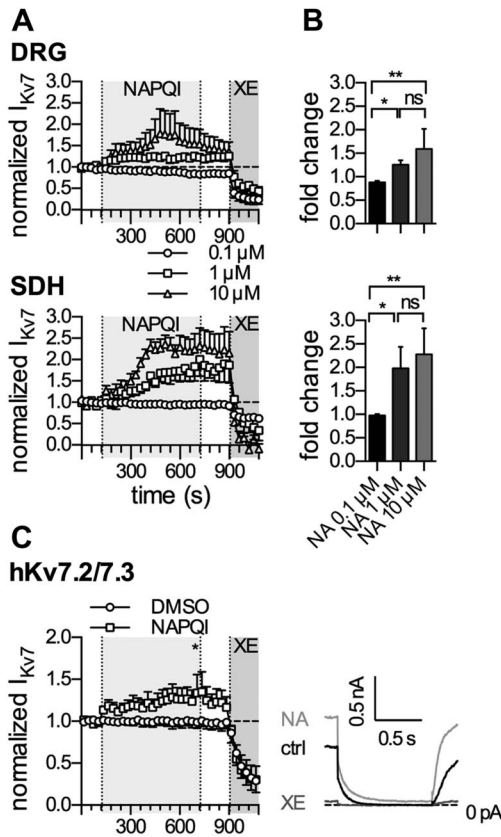 A
DRG
normalized I Kv7
3.0
2.5
2.0
1.5
1.0
0.5
0.0
NAPQI
XE
300
600
900
0.1 µM
1 µM
10 µM
SDH
normalized I Kv7
3.0
2.5
2.0
1.5
1.0
0.5
0.0
NAPQI
XE
300
600
900
time (s)
B
fold change
3.0
2.5
2.0
1.5
1.0
0.5
0.0
**
* ns
fold change
3.0
2.5
2.0
1.5
1.0
0.5
0.0
**
* ns
NA 0.1 µM
NA 1 µM
NA 10 µM
C
hKv7.2/7.3
DMSO
NAPQI
normalized I Kv7
2.0
1.5
1.0
0.5
0.0
*
XE
300
600
900
time (s)
0.5 nA
0.5 s
NA
ctrl
XE
0 pA